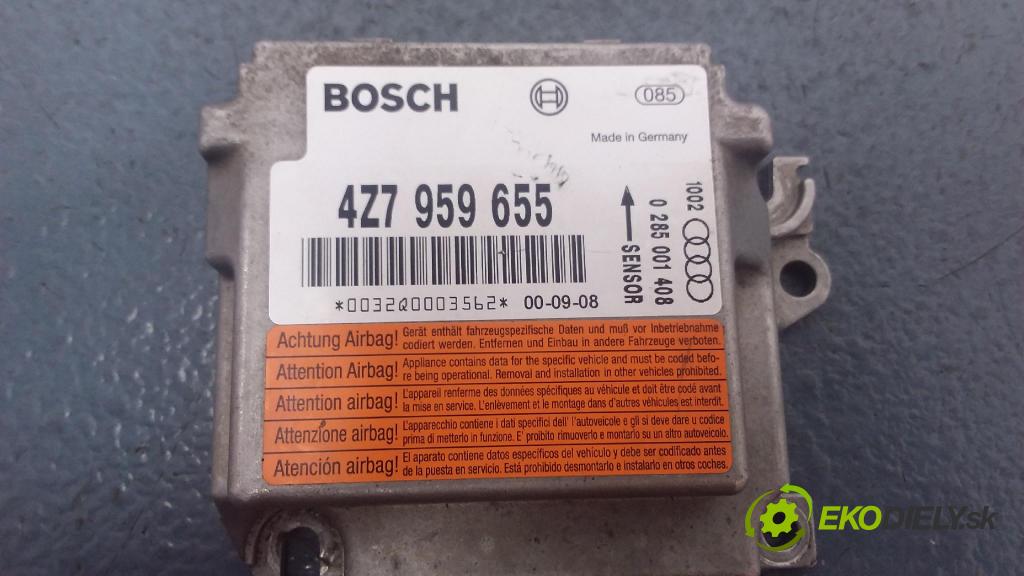 BOSCH
085
Made in Germany
4Z7 959 655
*0032Q0003562* 00-09-08
SENSOR
0 285 001 408
1002
Achtung Airbag! Gerät enthält fahrzeugspezifische Daten und muß vor Inbetriebnahme
codiert werden. Entfernen und Einbau in andere Fahrzeuge verboten.
Attention Airbag! Appliance contains data for the specific vehicle and must be coded befo-
re being operational. Removal and installation in other vehicles prohibited.
Attention airbag! L'appareil renferme des données spécifiques au véhicule et doit être codé avant
la mise en service. L'enlèvement et le montage dans d'autres véhicules est interdit.
Attenzione airbag! L'apparecchio contiene i dati specifici dell' l'autoveicolo e gli si deve dare u codice
prima di metterlo in funzione. E' proibito rimuoverlo e montarlo su un altro autoveicolo.
Atención airbag! El aparato contiene datos específicos del vehículo y debe ser codificado antes
de la puesta en servicio. Está prohibido desmontarlo e instalarlo en otros coches.
EKODIELY.sk